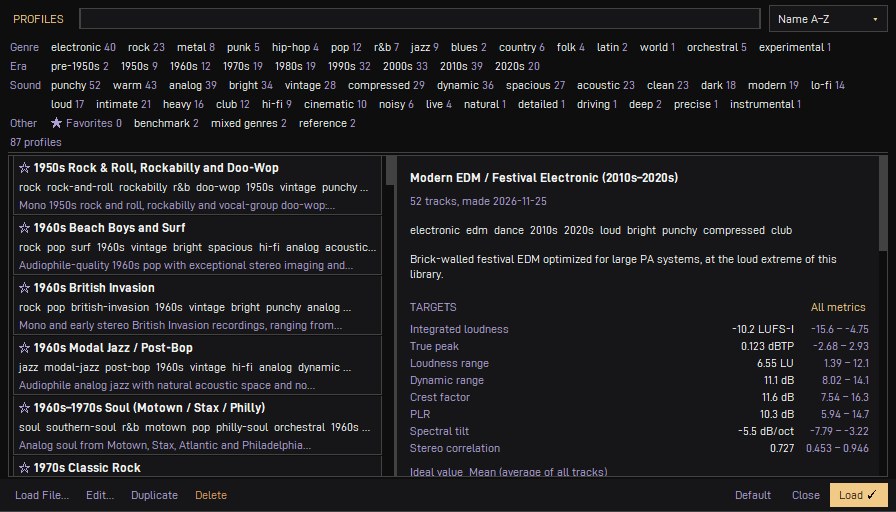 PROFILES
Name A–Z
Genre electronic 40 rock 23 metal 8 punk 5 hip-hop 4 pop 12 r&b 7 jazz 9 blues 2 country 6 folk 4 latin 2 world 1 orchestral 5 experimental 1
Era pre-1950s 2 1950s 9 1960s 12 1970s 19 1980s 19 1990s 32 2000s 33 2010s 39 2020s 20
Sound punchy 52 warm 43 analog 39 bright 34 vintage 28 compressed 29 dynamic 36 spacious 27 acoustic 23 clean 23 dark 18 modern 19 lo-fi 14
loud 17 intimate 21 heavy 16 club 12 hi-fi 9 cinematic 10 noisy 6 live 4 natural 1 detailed 1 driving 1 deep 2 precise 1 instrumental 1
Other ★ Favorites 0 benchmark 2 mixed genres 2 reference 2
87 profiles
☆ 1950s Rock & Roll, Rockabilly and Doo-Wop
rock rock-and-roll rockabilly r&b doo-wop 1950s vintage punchy ...
Mono 1950s rock and roll, rockabilly and vocal-group doo-wop:...
☆ 1960s Beach Boys and Surf
rock pop surf 1960s vintage bright spacious hi-fi analog acoustic...
Audiophile-quality 1960s pop with exceptional stereo imaging and...
☆ 1960s British Invasion
rock pop british-invasion 1960s vintage bright punchy analog ...
Mono and early stereo British Invasion recordings, ranging from...
☆ 1960s Modal Jazz / Post-Bop
jazz modal-jazz post-bop 1960s vintage hi-fi analog dynamic ...
Audiophile analog jazz with natural acoustic space and no...
☆ 1960s–1970s Soul (Motown / Stax / Philly)
soul southern-soul r&b motown pop philly-soul orchestral 1960s ...
Analog soul from Motown, Stax, Atlantic and Philadelphia...
☆ 1970s Classic Rock
Modern EDM / Festival Electronic (2010s–2020s)
52 tracks, made 2026-11-25
electronic edm dance 2010s 2020s loud bright punchy compressed club
Brick-walled festival EDM optimized for large PA systems, at the loud extreme of this
library.
TARGETS All metrics
Integrated loudness -10.2 LUFS-I -15.6 – -4.75
True peak 0.123 dBTP -2.68 – 2.93
Loudness range 6.55 LU 1.39 – 12.1
Dynamic range 11.1 dB 8.02 – 14.1
Crest factor 11.6 dB 7.54 – 16.3
PLR 10.3 dB 5.94 – 14.7
Spectral tilt -5.5 dB/oct -7.79 – -3.22
Stereo correlation 0.727 0.453 – 0.946
Ideal value Mean (average of all tracks)
Load File... Edit... Duplicate Delete Default Close Load ✓